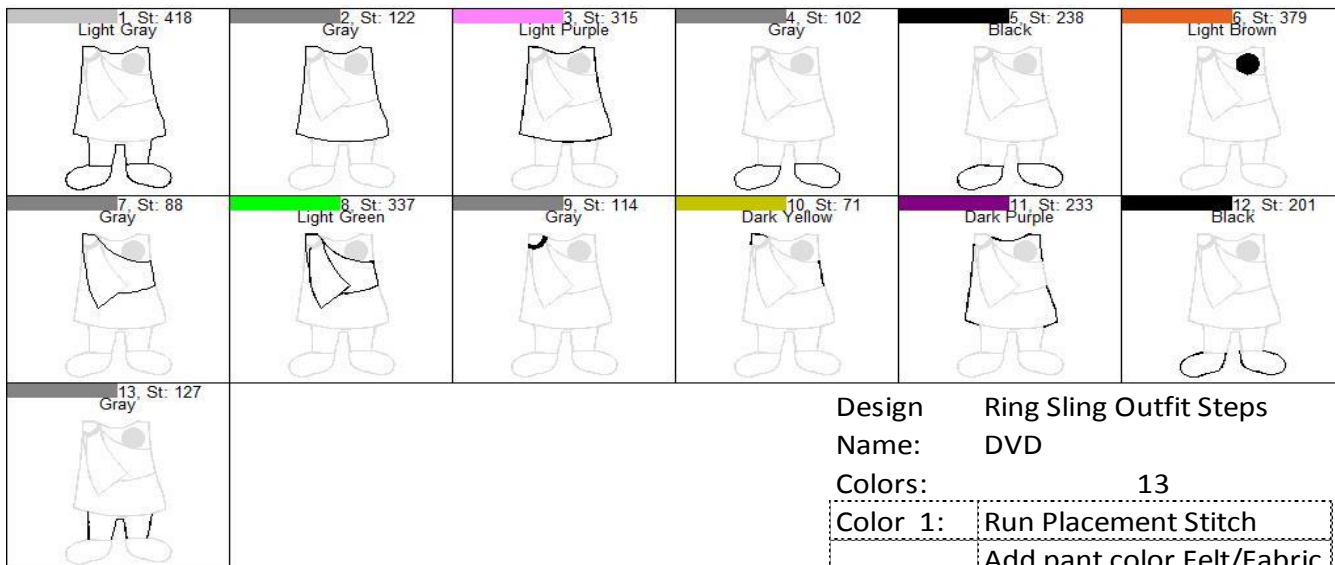 1, St: 418
Light Gray
2, St: 122
Gray
3, St: 315
Light Purple
4, St: 102
Gray
5, St: 238
Black
6, St: 379
Light Brown
7, St: 88
Gray
8, St: 337
Light Green
9, St: 114
Gray
10, St: 71
Dark Yellow
11, St: 233
Dark Purple
12, St: 201
Black
13, St: 127
Gray
Design Ring Sling Outfit Steps
Name: DVD
Colors: 13
Color 1: Run Placement Stitch
Add pant color Felt/Fabric